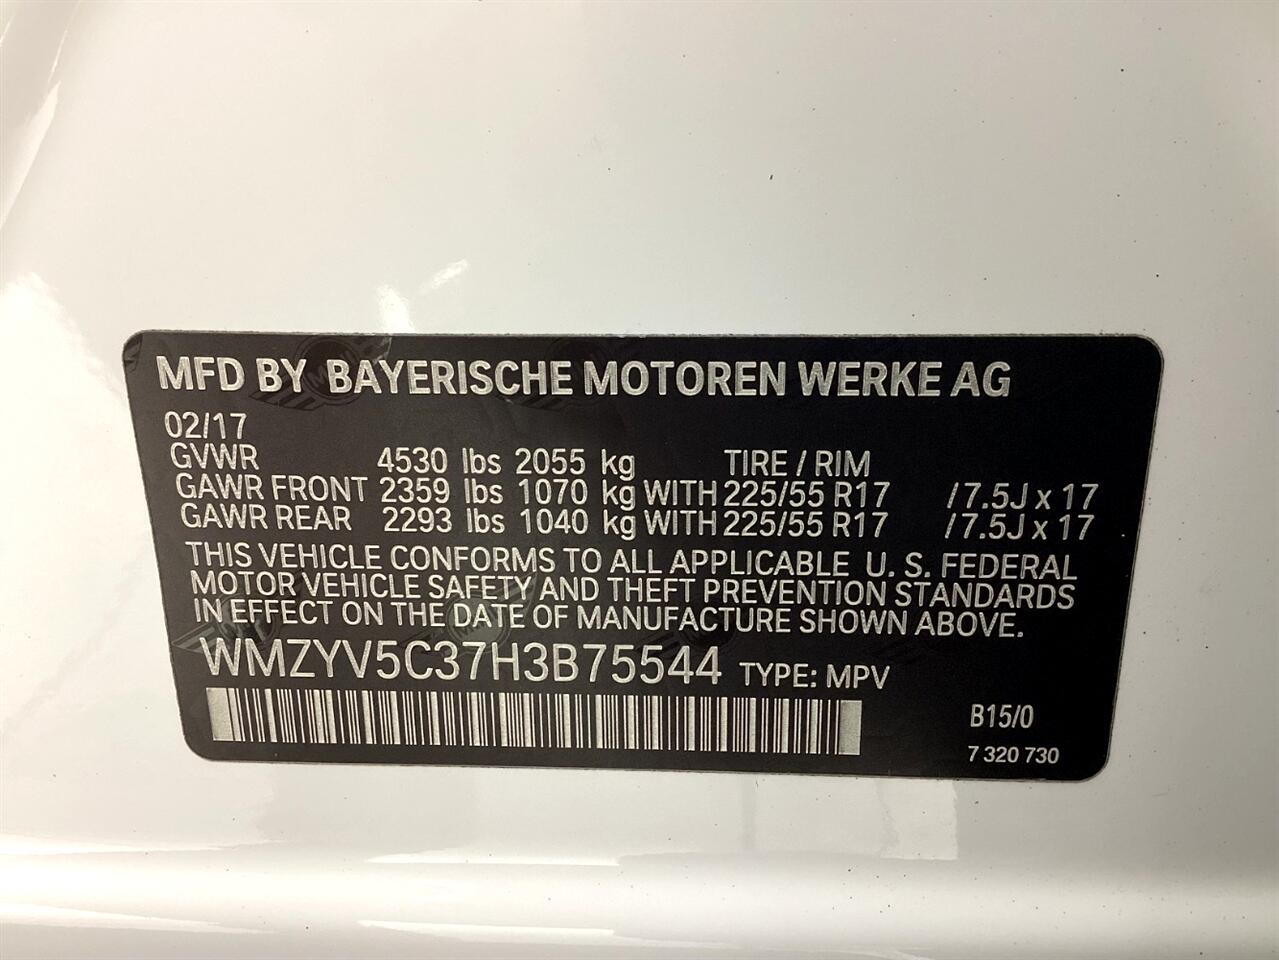 MFD BY BAYERISCHE MOTOREN WERKE AG
02/17
GVWR 4530 lbs 2055 kg TIRE / RIM
GAWR FRONT 2359 lbs 1070 kg WITH 225/55 R17 /7.5J x 17
GAWR REAR 2293 lbs 1040 kg WITH 225/55 R17 /7.5J x 17
THIS VEHICLE CONFORMS TO ALL APPLICABLE U. S. FEDERAL
MOTOR VEHICLE SAFETY AND THEFT PREVENTION STANDARDS
IN EFFECT ON THE DATE OF MANUFACTURE SHOWN ABOVE.
WMZYV5C37H3B75544 TYPE: MPV
B15/0
7 320 730